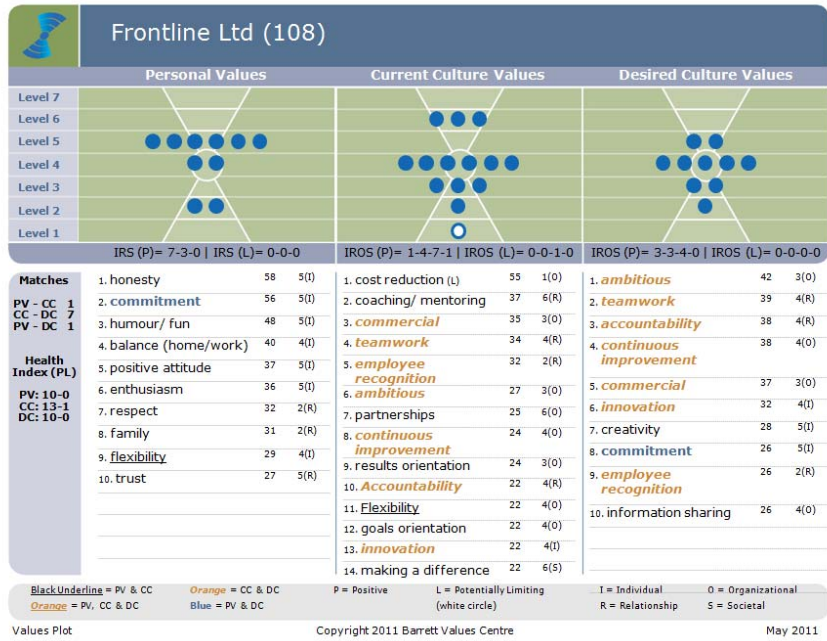 Frontline Ltd (108)
Personal Values
Current Culture Values
Desired Culture Values
Level 7
Level 6
Level 5
Level 4
Level 3
Level 2
Level 1
IRS (P)= 7-3-0 | IRS (L)= 0-0-0
IROS (P)= 1-4-7-1 | IROS (L)= 0-0-1-0
IROS (P)= 3-3-4-0 | IROS (L)= 0-0-0-0
Matches
PV - CC 1
CC - DC 7
PV - DC 1
Health
Index (PL)
PV: 10-0
CC: 13-1
DC: 10-0
1. honesty 58 5(I)
2. commitment 56 5(I)
3. humour/ fun 48 5(I)
4. balance (home/work) 40 4(I)
5. positive attitude 37 5(I)
6. enthusiasm 36 5(I)
7. respect 32 2(R)
8. family 31 2(R)
9. flexibility 29 4(I)
10. trust 27 5(R)
1. cost reduction (L) 55 1(O)
2. coaching/ mentoring 37 6(R)
3. commercial 35 3(O)
4. teamwork 34 4(R)
5. employee 32 2(R)
recognition
6. ambitious 27 3(O)
7. partnerships 25 6(O)
8. continuous 24 4(O)
improvement
9. results orientation 24 3(O)
10. Accountability 22 4(R)
11. Flexibility 22 4(O)
12. goals orientation 22 4(O)
13. innovation 22 4(I)
14. making a difference 22 6(S)
1. ambitious 42 3(O)
2. teamwork 39 4(R)
3. accountability 38 4(R)
4. continuous 38 4(O)
improvement
5. commercial 37 3(O)
6. innovation 32 4(I)
7. creativity 28 5(I)
8. commitment 26 5(I)
9. employee 26 2(R)
recognition
10. information sharing 26 4(O)
Black Underline = PV & CC
Orange = CC & DC
P = Positive
L = Potentially Limiting
I = Individual
O = Organizational
Orange = PV, CC & DC
Blue = PV & DC
(white circle)
R = Relationship
S = Societal
Values Plot
Copyright 2011 Barrett Values Centre
May 2011